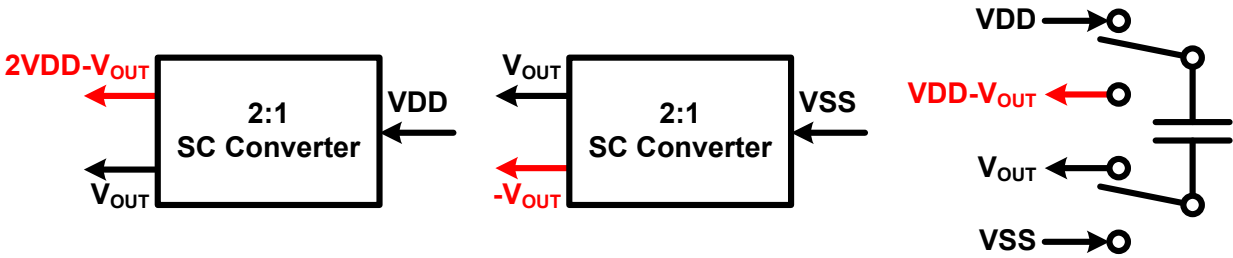 2VDD-VOUT
2:1
SC Converter
VDD
VOUT
VOUT
2:1
SC Converter
VSS
-VOUT
VDD
VDD-VOUT
VOUT
VSS